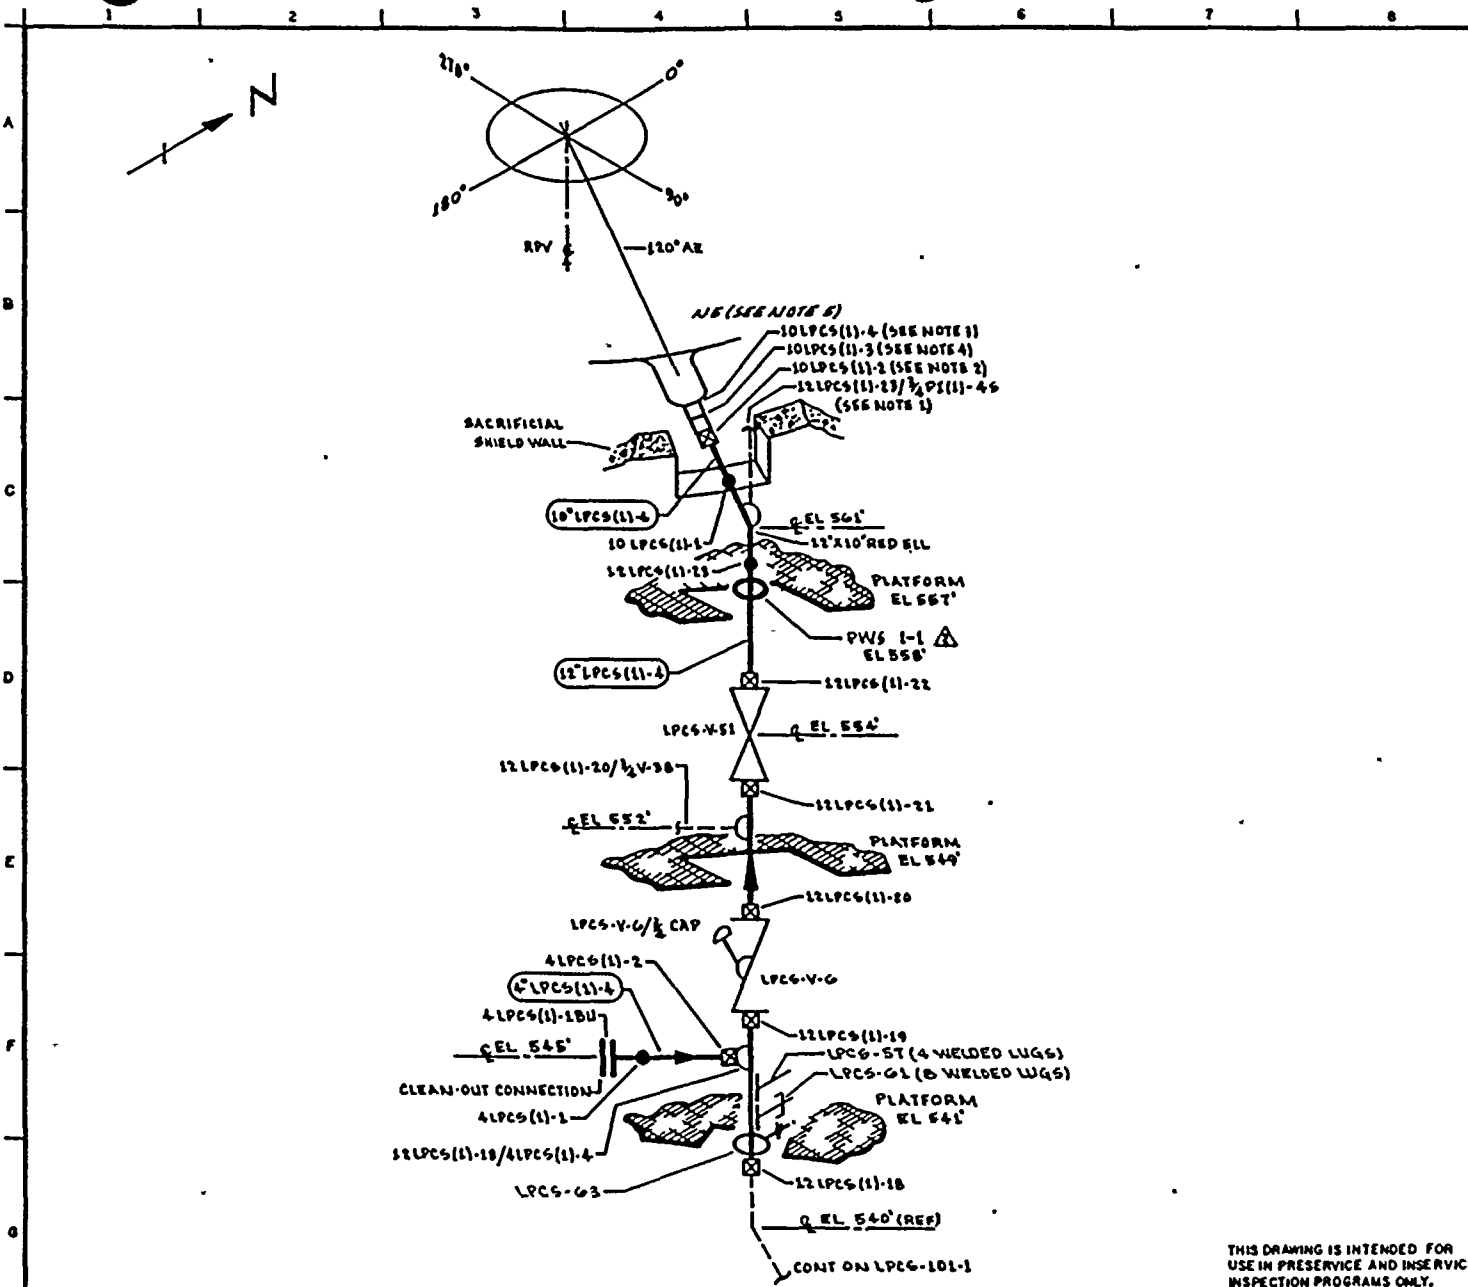 1 2 3 4 5 6 7 8
A
B
C
D
E
F
G
N
270°
0°
180°
90°
RPV ℄
120° AZ
N5 (SEE NOTE 5)
10LPCS(1)-4 (SEE NOTE 3)
10LPCS(1)-3 (SEE NOTE 4)
10LPCS(1)-2 (SEE NOTE 2)
12LPCS(1)-23/¾PI(1)-4S
(SEE NOTE 1)
SACRIFICIAL
SHIELD WALL
10"LPCS(1)-4
℄ EL 561'
12"X10" RED ELL
10 LPCS(1)-1
12LPCS(1)-23
PLATFORM
EL 557'
PWS 1-1
EL 558'
12"LPCS(1)-4
12LPCS(1)-22
LPCS-V-51
℄ EL 554'
12LPCS(1)-20/½V-38
12LPCS(1)-21
℄ EL 552'
PLATFORM
EL 549'
12LPCS(1)-20
LPCS-V-6/¾ CAP
4LPCS(1)-2
LPCS-V-6
4"LPCS(1)-4
4LPCS(1)-1BU
12LPCS(1)-19
℄ EL 545'
LPCS-57 (4 WELDED LUGS)
LPCS-61 (8 WELDED LUGS)
CLEAN-OUT CONNECTION
PLATFORM
EL 541'
4LPCS(1)-1
12LPCS(1)-18/4LPCS(1)-4
LPCS-63
12LPCS(1)-18
℄ EL 540' (REF)
CONT ON LPCS-101-1
THIS DRAWING IS INTENDED FOR
USE IN PRESERVICE AND INSERVIC
INSPECTION PROGRAMS ONLY.